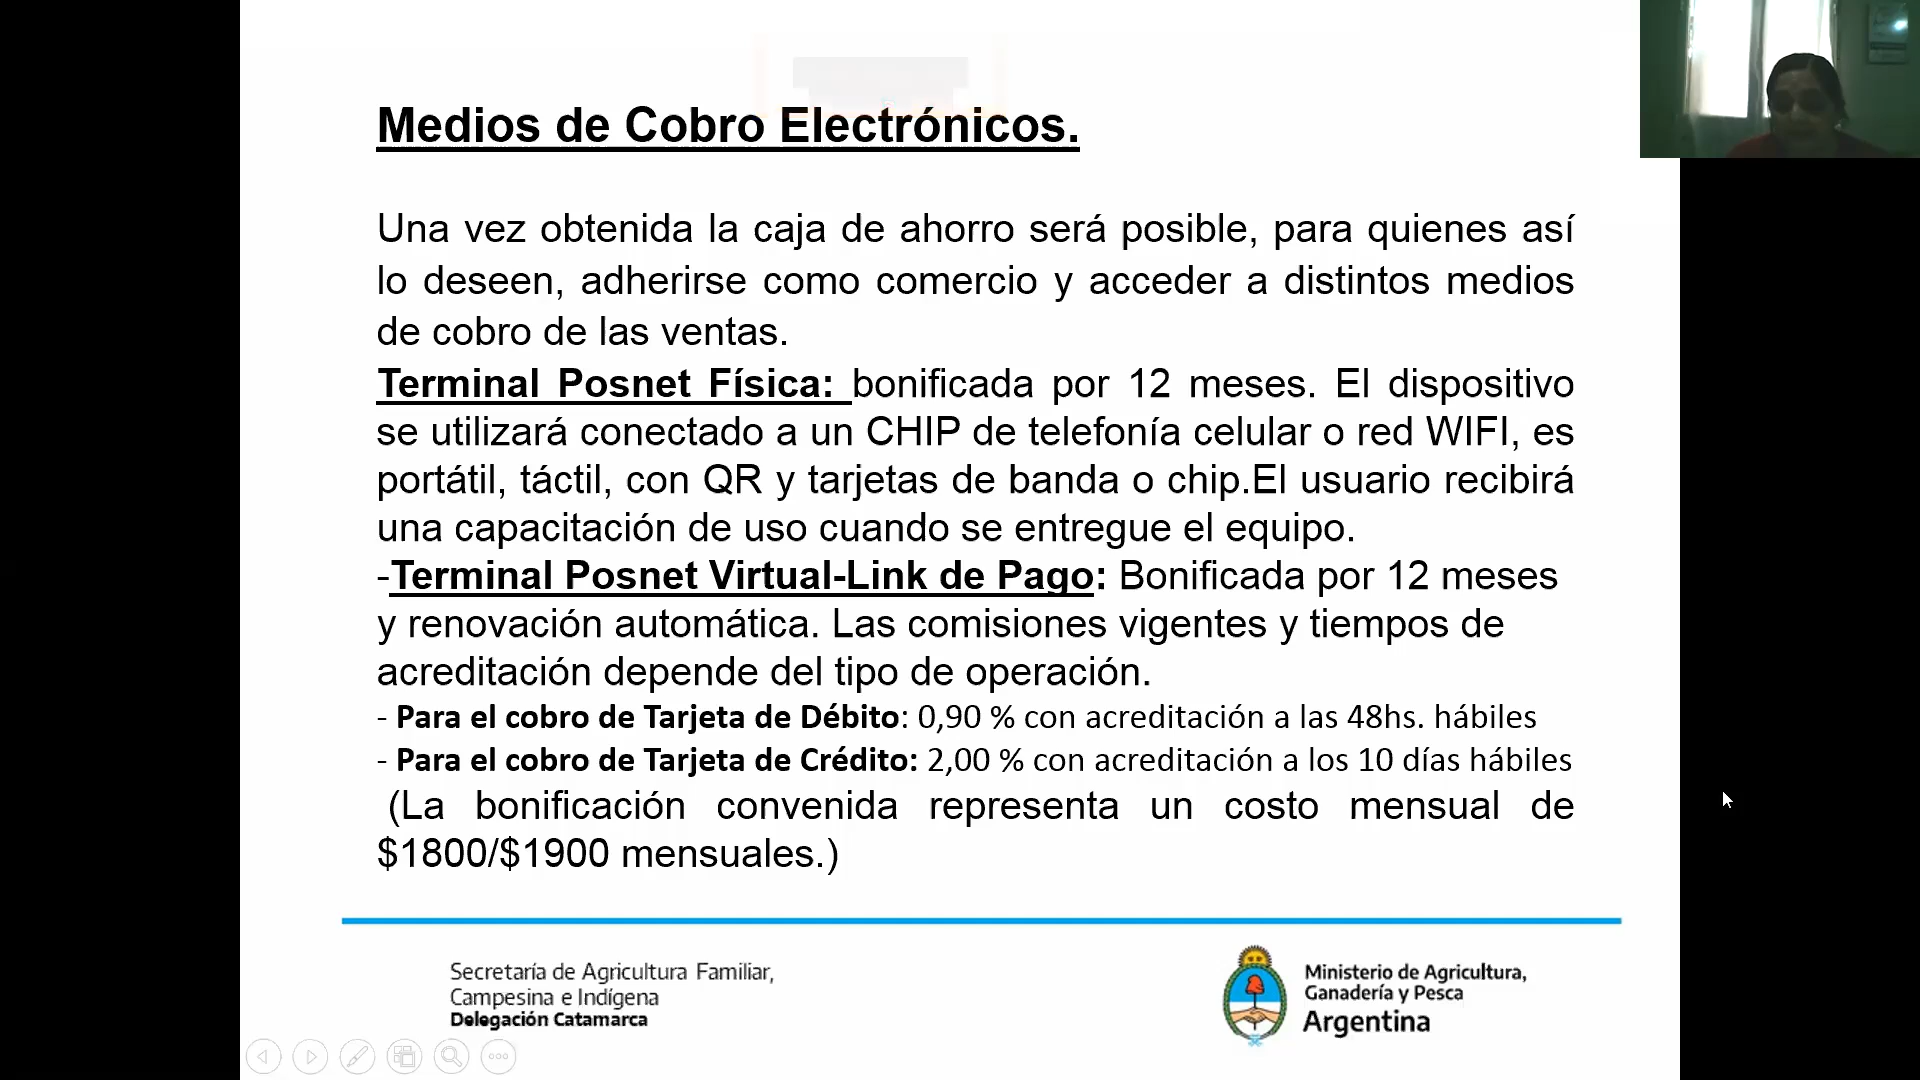 Medios de Cobro Electrónicos.
Una vez obtenida la caja de ahorro será posible, para quienes así
lo deseen, adherirse como comercio y acceder a distintos medios
de cobro de las ventas.
Terminal Posnet Física: bonificada por 12 meses. El dispositivo
se utilizará conectado a un CHIP de telefonía celular o red WIFI, es
portátil, táctil, con QR y tarjetas de banda o chip.El usuario recibirá
una capacitación de uso cuando se entregue el equipo.
-Terminal Posnet Virtual-Link de Pago: Bonificada por 12 meses
y renovación automática. Las comisiones vigentes y tiempos de
acreditación depende del tipo de operación.
- Para el cobro de Tarjeta de Débito: 0,90 % con acreditación a las 48hs. hábiles
- Para el cobro de Tarjeta de Crédito: 2,00 % con acreditación a los 10 días hábiles
(La bonificación convenida representa un costo mensual de
$1800/$1900 mensuales.)
Secretaría de Agricultura Familiar,
Campesina e Indígena
Delegación Catamarca
Ministerio de Agricultura,
Ganadería y Pesca
Argentina